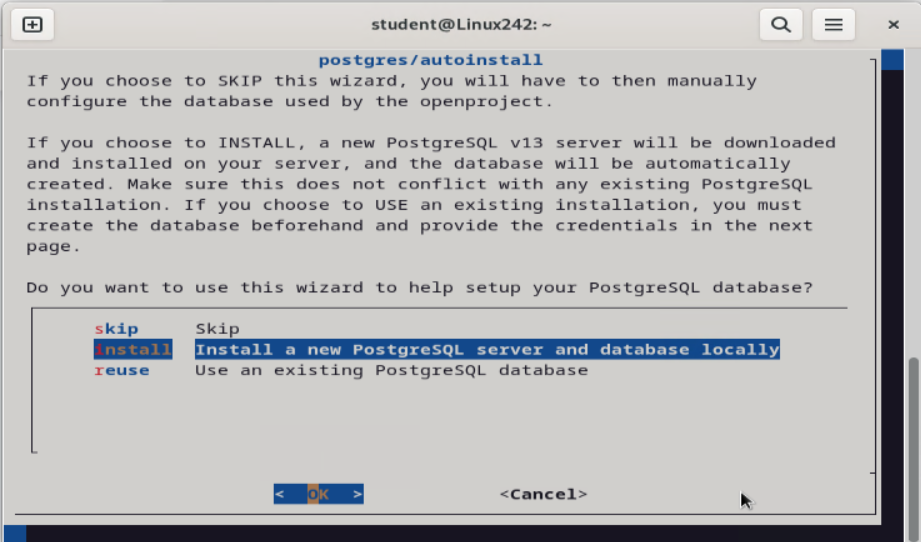 student@Linux242: ~
postgres/autoinstall
If you choose to SKIP this wizard, you will have to then manually
configure the database used by the openproject.
If you choose to INSTALL, a new PostgreSQL v13 server will be downloaded
and installed on your server, and the database will be automatically
created. Make sure this does not conflict with any existing PostgreSQL
installation. If you choose to USE an existing installation, you must
create the database beforehand and provide the credentials in the next
page.
Do you want to use this wizard to help setup your PostgreSQL database?
skip Skip
install Install a new PostgreSQL server and database locally
reuse Use an existing PostgreSQL database
< OK > <Cancel>